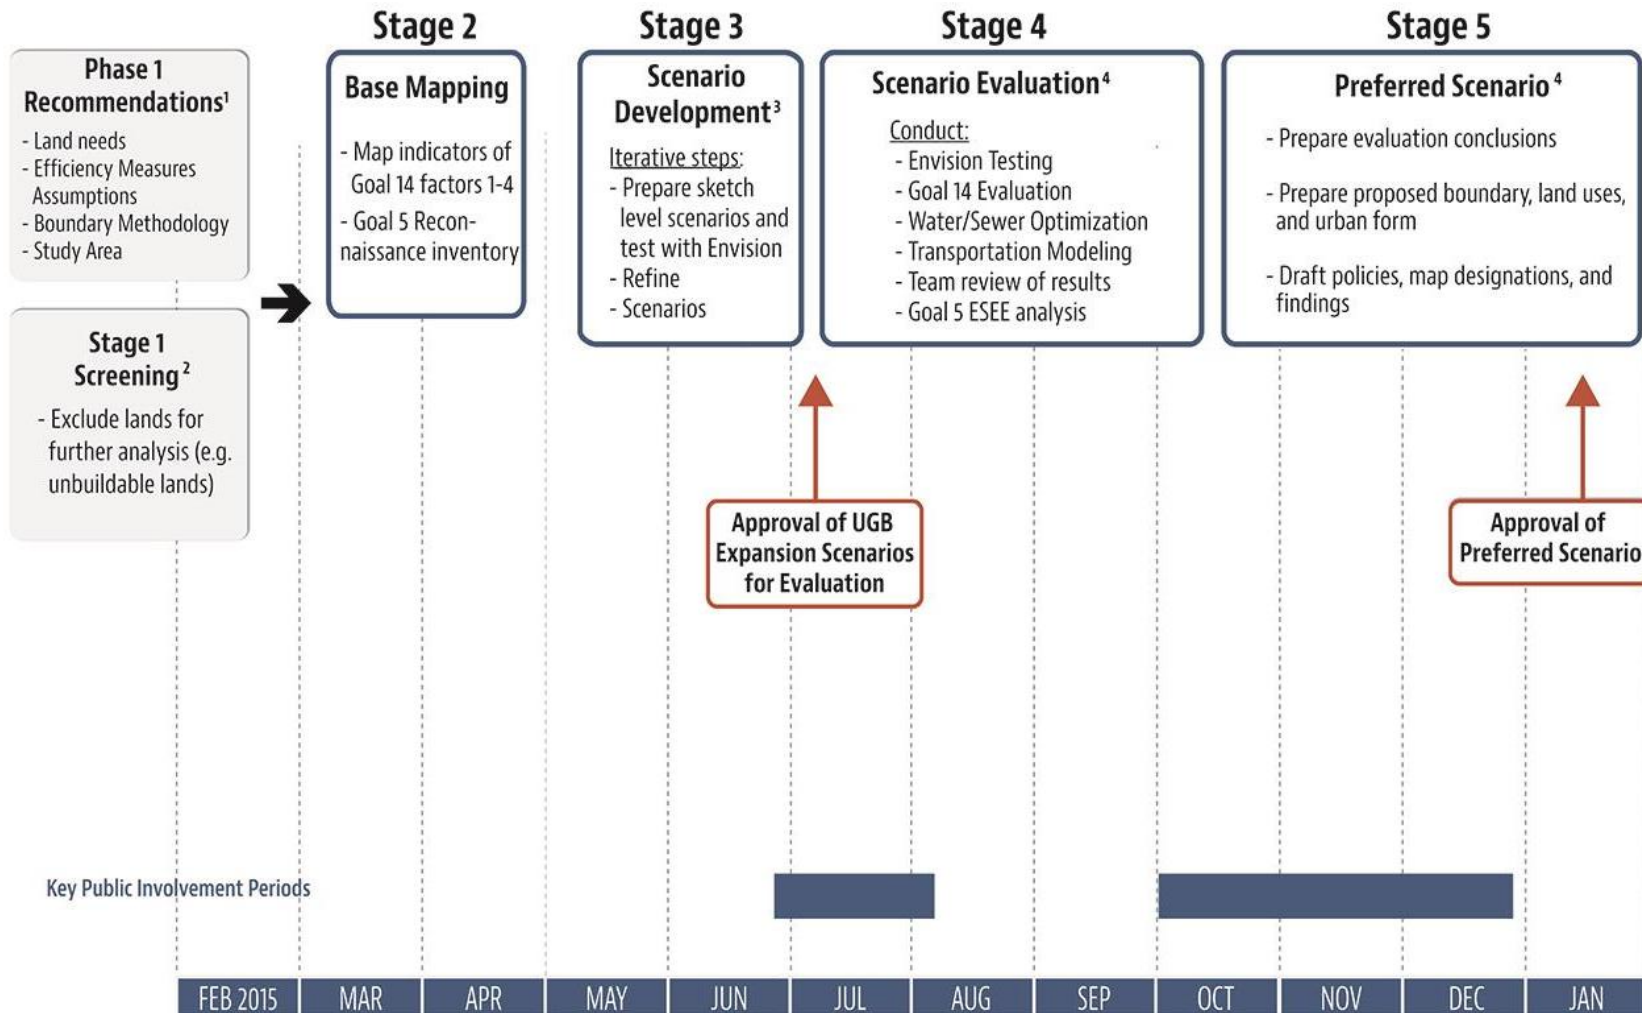 Phase 1
Recommendations¹
- Land needs
- Efficiency Measures
Assumptions
- Boundary Methodology
- Study Area
Stage 1
Screening²
- Exclude lands for
further analysis (e.g.
unbuildable lands)
Stage 2
Base Mapping
- Map indicators of
Goal 14 factors 1-4
- Goal 5 Recon-
naissance inventory
Stage 3
Scenario
Development³
Iterative steps:
- Prepare sketch
level scenarios and
test with Envision
- Refine
- Scenarios
Stage 4
Scenario Evaluation⁴
Conduct:
- Envision Testing
- Goal 14 Evaluation
- Water/Sewer Optimization
- Transportation Modeling
- Team review of results
- Goal 5 ESEE analysis
Stage 5
Preferred Scenario⁴
- Prepare evaluation conclusions
- Prepare proposed boundary, land uses,
and urban form
- Draft policies, map designations, and
findings
Approval of UGB
Expansion Scenarios
for Evaluation
Approval of
Preferred Scenario
Key Public Involvement Periods
FEB 2015 MAR APR MAY JUN JUL AUG SEP OCT NOV DEC JAN